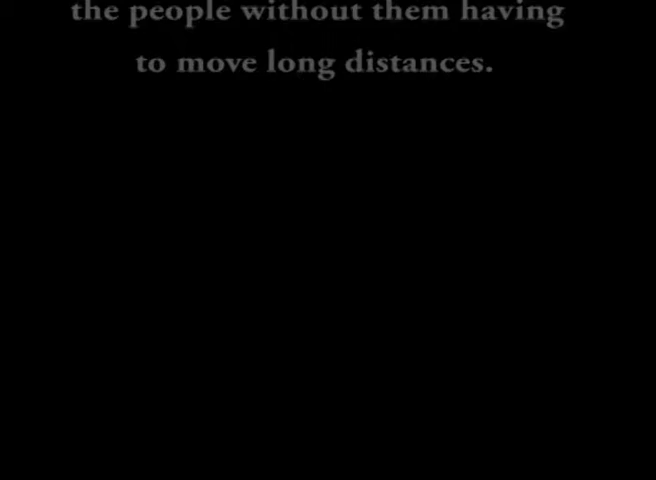 the people without them having
to move long distances.